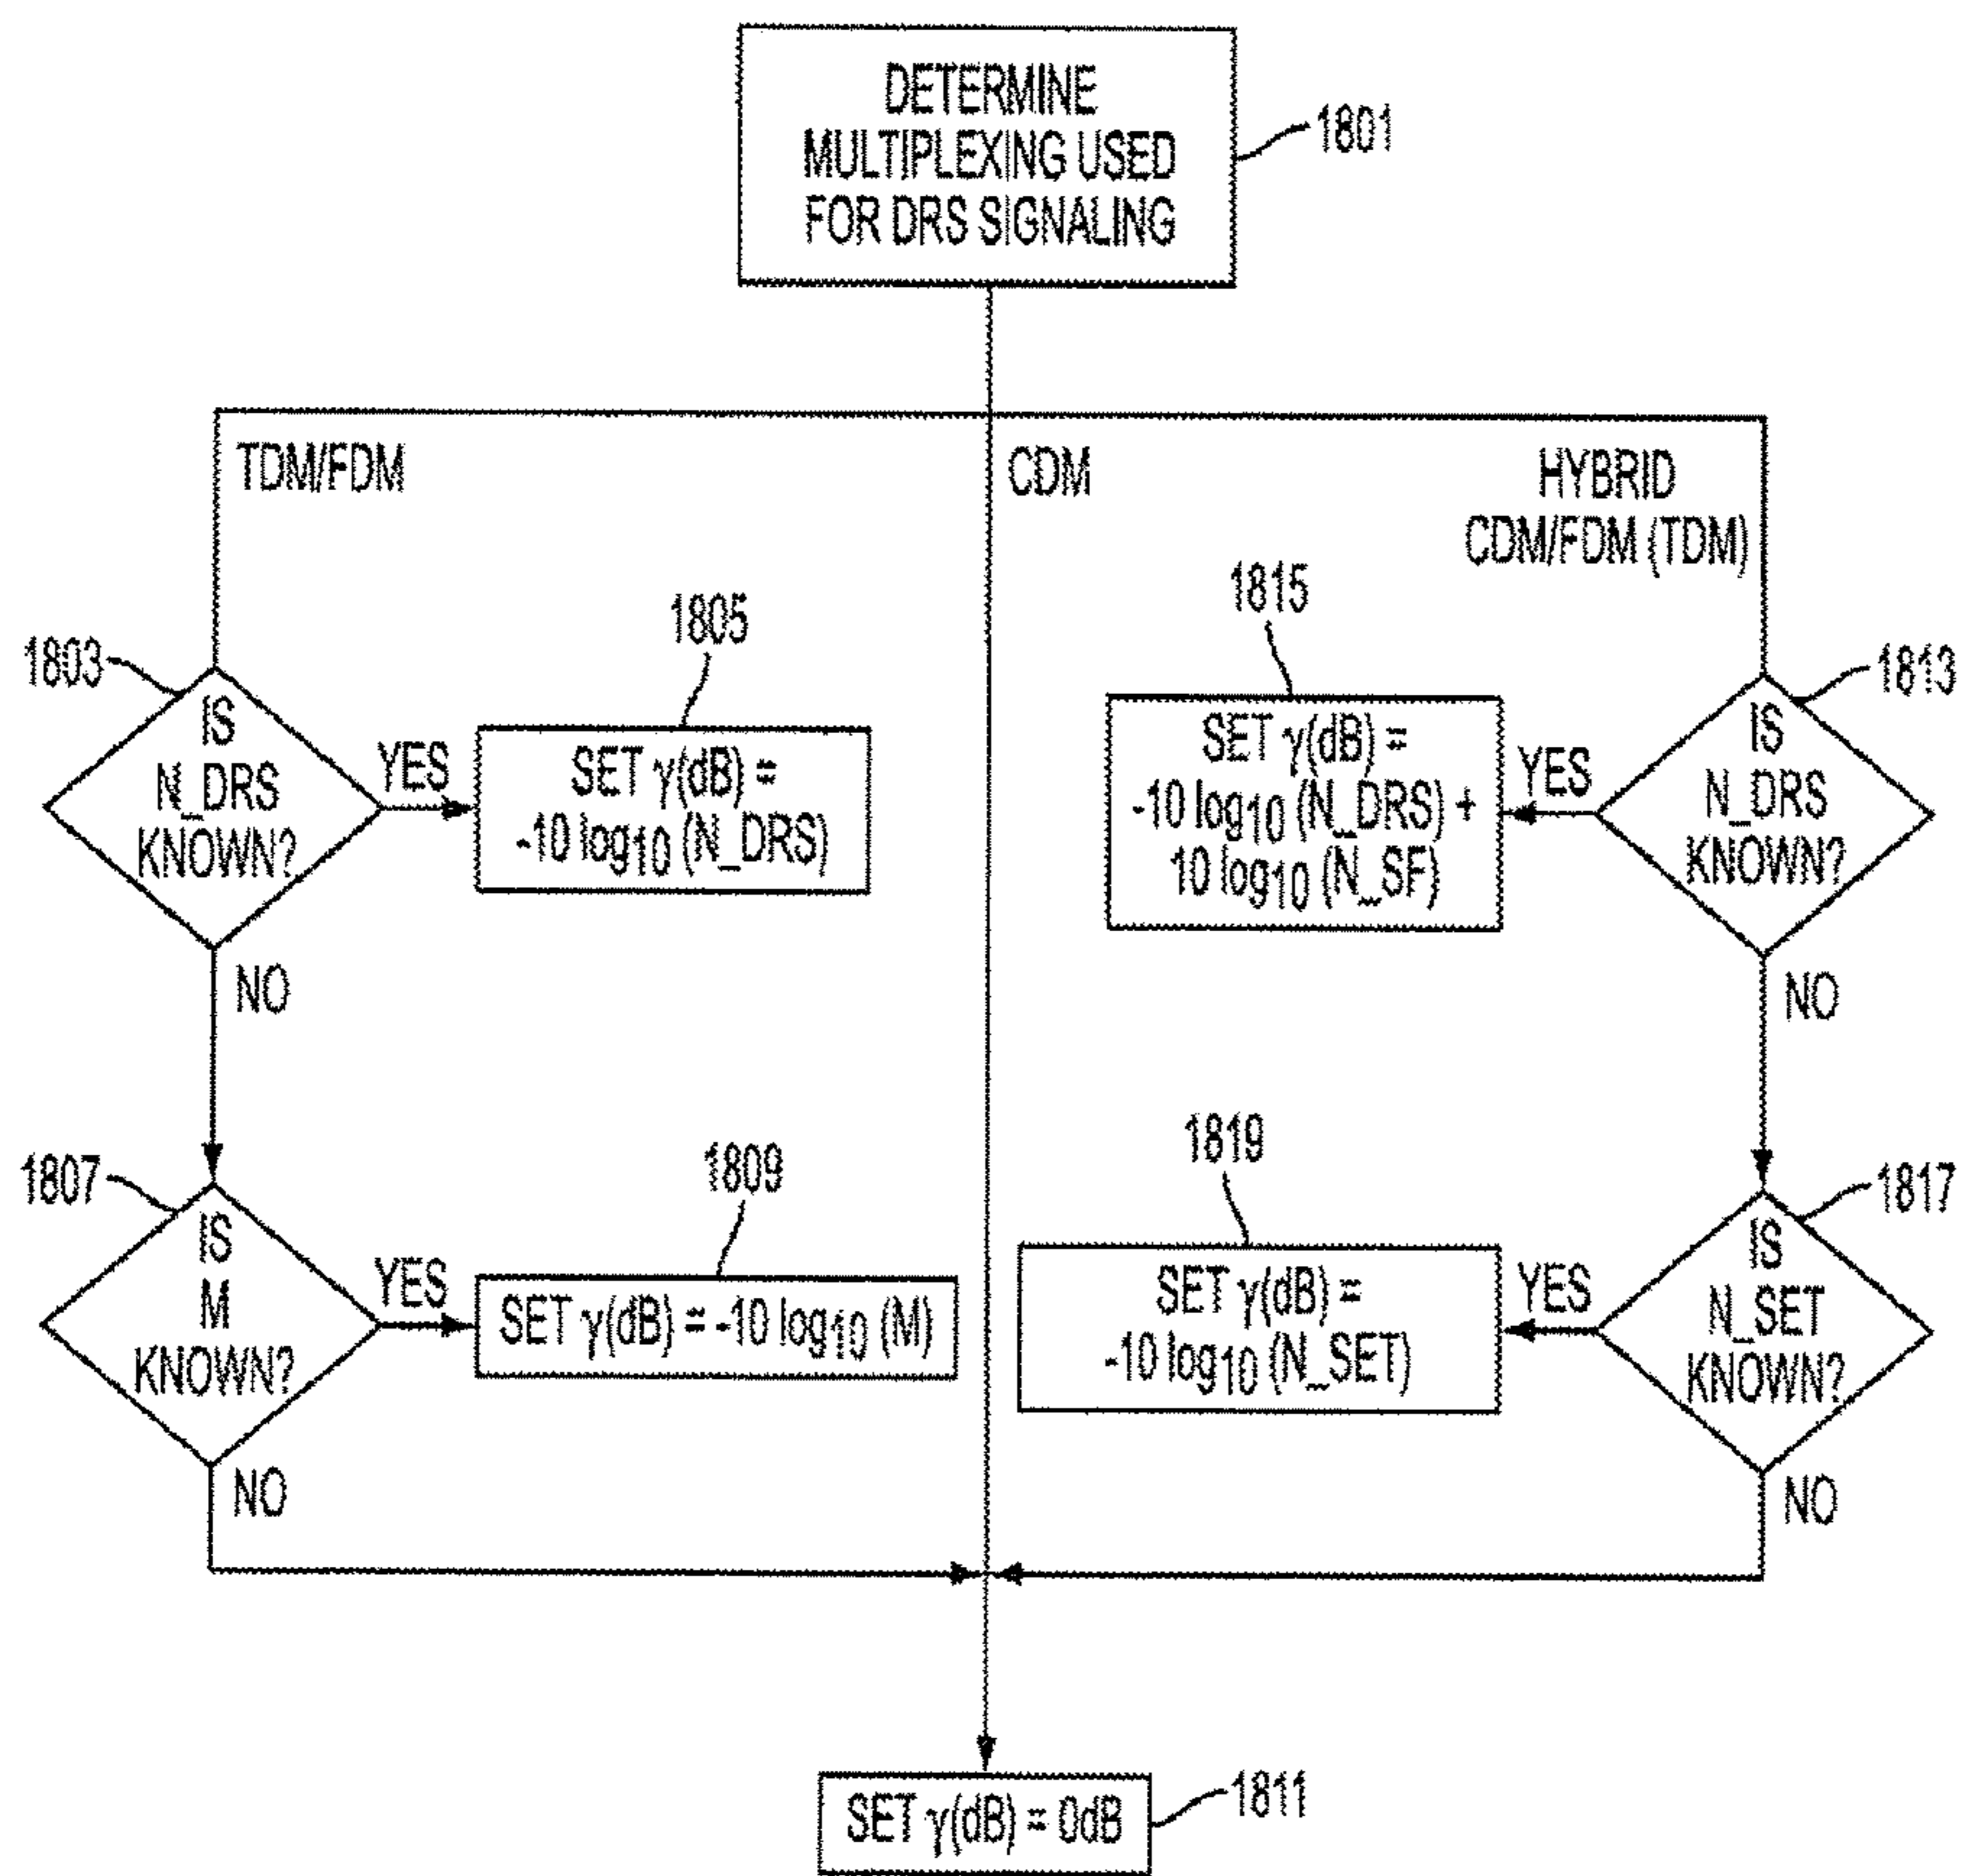 DETERMINE
MULTIPLEXING USED
FOR DRS SIGNALING
1801
TDM/FDM
CDM
HYBRID
CDM/FDM (TDM)
1803
IS
N_DRS
KNOWN?
YES
NO
1805
SET γ(dB) =
-10 log10 (N_DRS)
1815
SET γ(dB) =
-10 log10 (N_DRS) +
10 log10 (N_SF)
1813
IS
N_DRS
KNOWN?
YES
NO
1807
IS
M
KNOWN?
YES
NO
1809
SET γ(dB) = -10 log10 (M)
1819
SET γ(dB) =
-10 log10 (N_SET)
1817
IS
N_SET
KNOWN?
YES
NO
SET γ(dB) = 0dB
1811